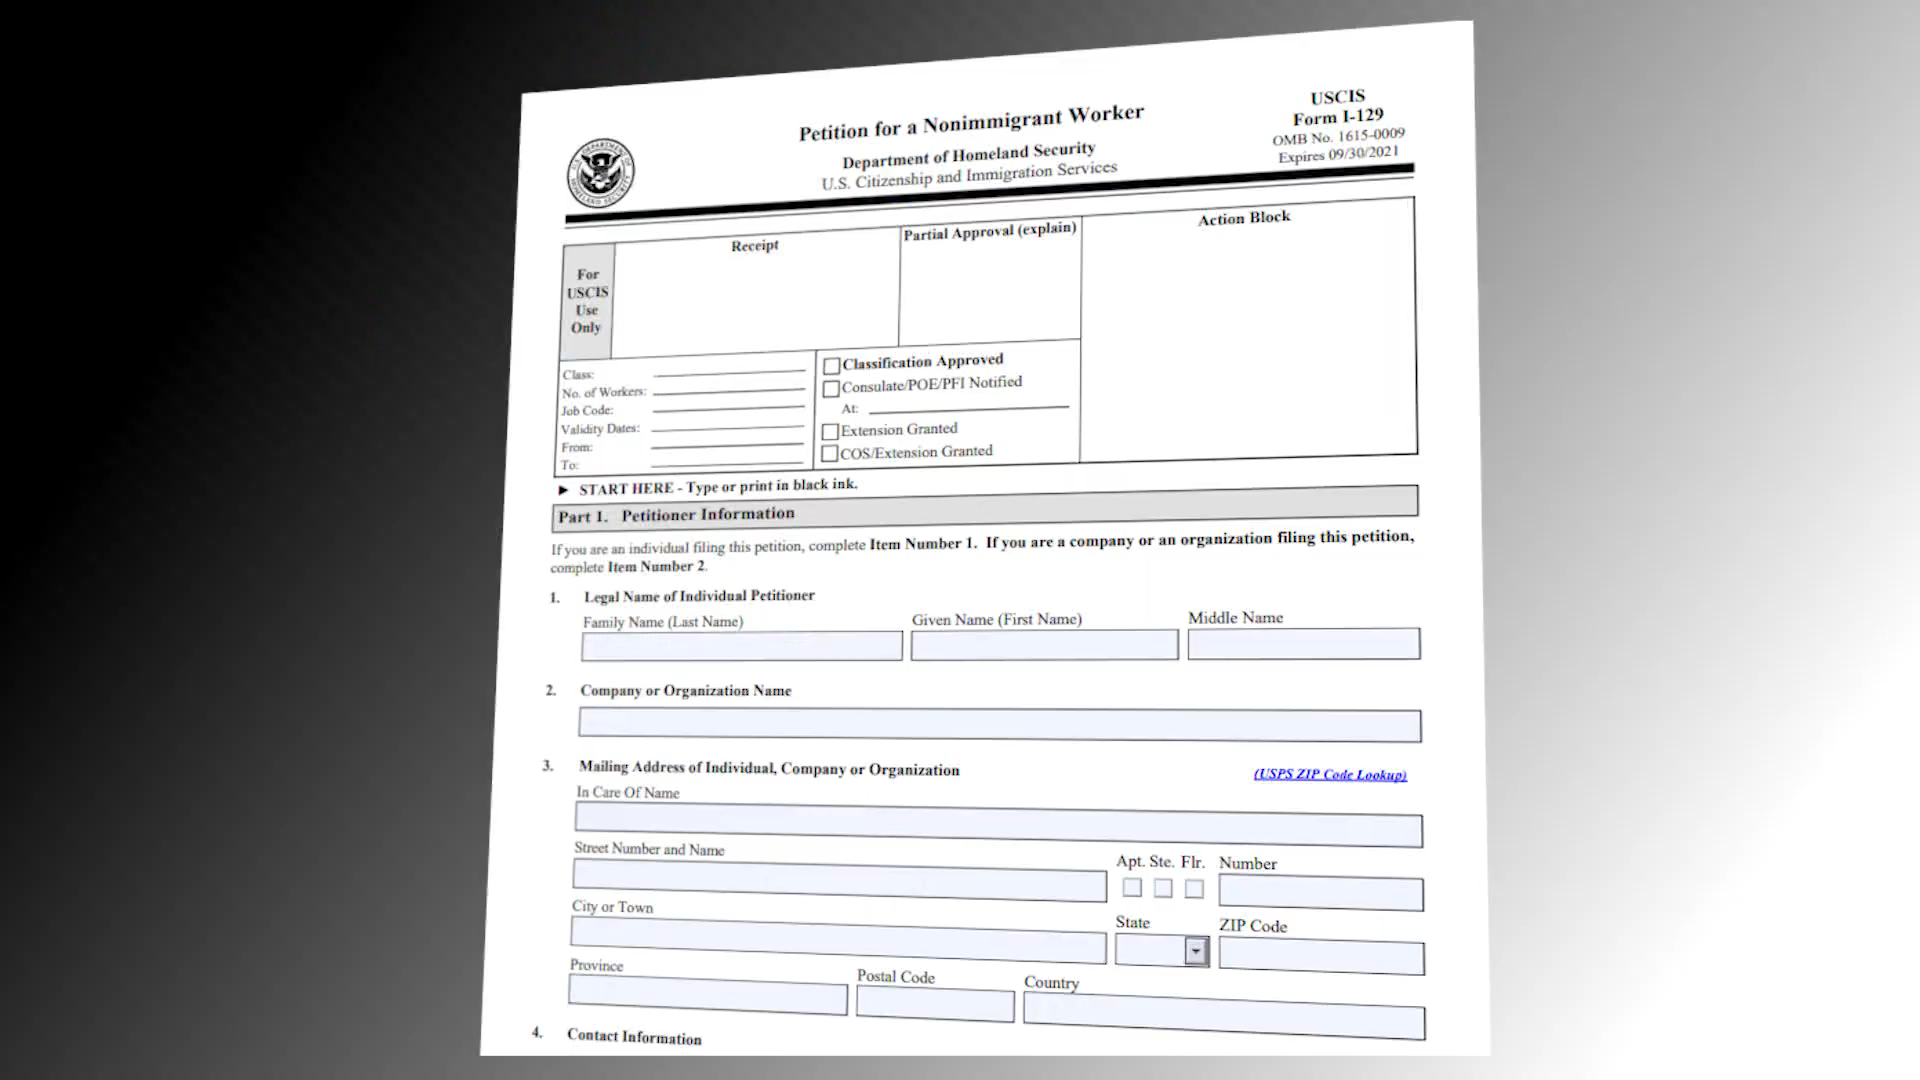 Petition for a Nonimmigrant Worker
Department of Homeland Security
U.S. Citizenship and Immigration Services
USCIS
Form I-129
OMB No. 1615-0009
Expires 09/30/2021
U.S. DEPARTMENT OF HOMELAND SECURITY
For
USCIS
Use
Only
Receipt
Partial Approval (explain)
Action Block
Class:
No. of Workers:
Job Code:
Validity Dates:
From:
To:
Classification Approved
Consulate/POE/PFI Notified
At:
Extension Granted
COS/Extension Granted
► START HERE - Type or print in black ink.
Part 1. Petitioner Information
If you are an individual filing this petition, complete Item Number 1. If you are a company or an organization filing this petition,
complete Item Number 2.
1. Legal Name of Individual Petitioner
Family Name (Last Name) Given Name (First Name) Middle Name
2. Company or Organization Name
3. Mailing Address of Individual, Company or Organization (USPS ZIP Code Lookup)
In Care Of Name
Street Number and Name Apt. Ste. Flr. Number
City or Town State ZIP Code
Province Postal Code Country
4. Contact Information